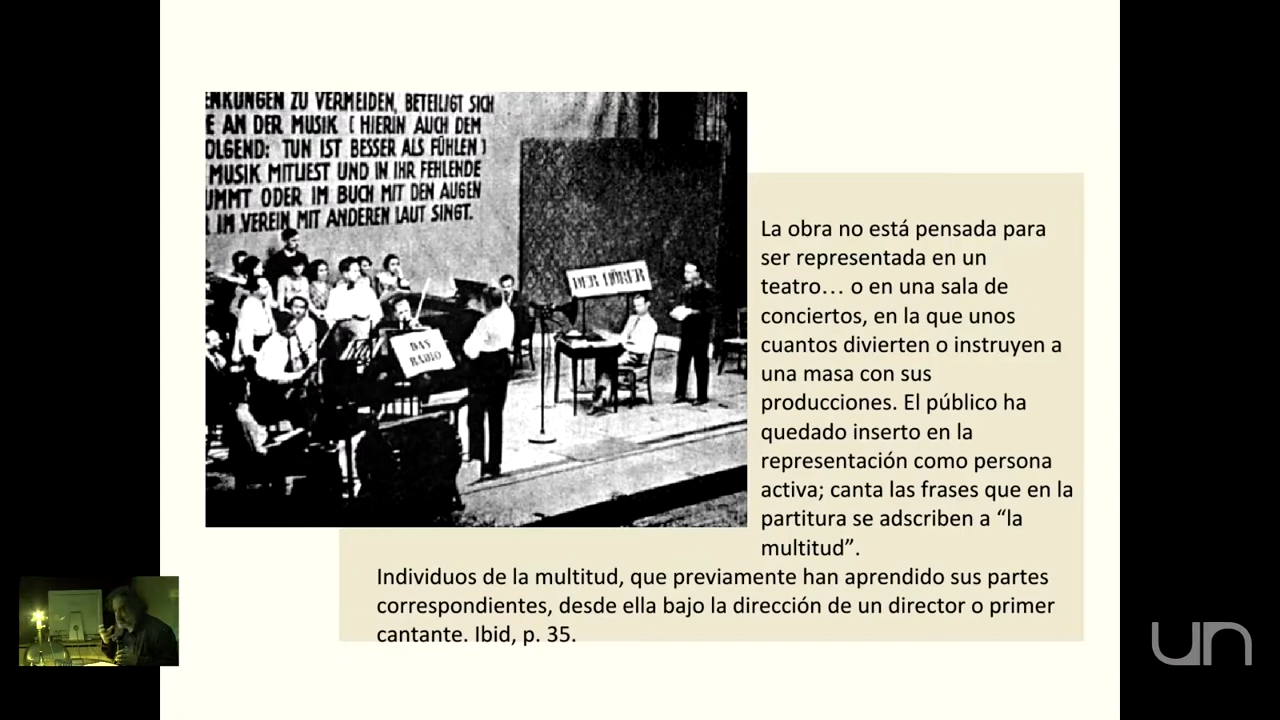 ENKUNGEN ZU VERMEIDEN, BETEILIGT SICH
E AN DER MUSIK ( HIERIN AUCH DEM
OLGEND: TUN IST BESSER ALS FÜHLEN )
MUSIK MITLIEST UND IN IHR FEHLENDE
UMMT ODER IM BUCH MIT DEN AUGEN
R IM VEREIN MIT ANDEREN LAUT SINGT.
DER HÖRER
DAS
RADIO
La obra no está pensada para
ser representada en un
teatro… o en una sala de
conciertos, en la que unos
cuantos divierten o instruyen a
una masa con sus
producciones. El público ha
quedado inserto en la
representación como persona
activa; canta las frases que en la
partitura se adscriben a “la
multitud”.
Individuos de la multitud, que previamente han aprendido sus partes
correspondientes, desde ella bajo la dirección de un director o primer
cantante. Ibid, p. 35.
un